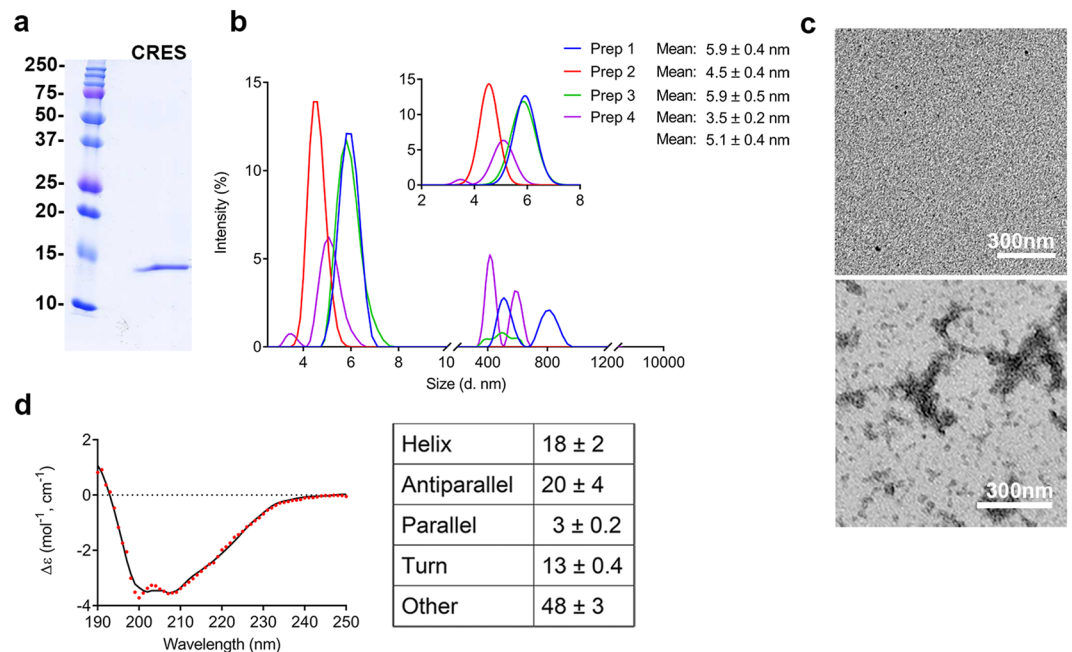 a
CRES
250-
75-
50-
37-
25-
20-
15-
10-
b
Prep 1 Mean: 5.9 ± 0.4 nm
Prep 2 Mean: 4.5 ± 0.4 nm
Prep 3 Mean: 5.9 ± 0.5 nm
Prep 4 Mean: 3.5 ± 0.2 nm
Mean: 5.1 ± 0.4 nm
Intensity (%)
15
10
5
0
4 6 8 10 400 800 1200 10000
Size (d. nm)
15
10
5
0
2 4 6 8
c
300nm
300nm
d
Δε (mol⁻¹, cm⁻¹)
2
0
-2
-4
190 200 210 220 230 240 250
Wavelength (nm)
Helix 18 ± 2
Antiparallel 20 ± 4
Parallel 3 ± 0.2
Turn 13 ± 0.4
Other 48 ± 3